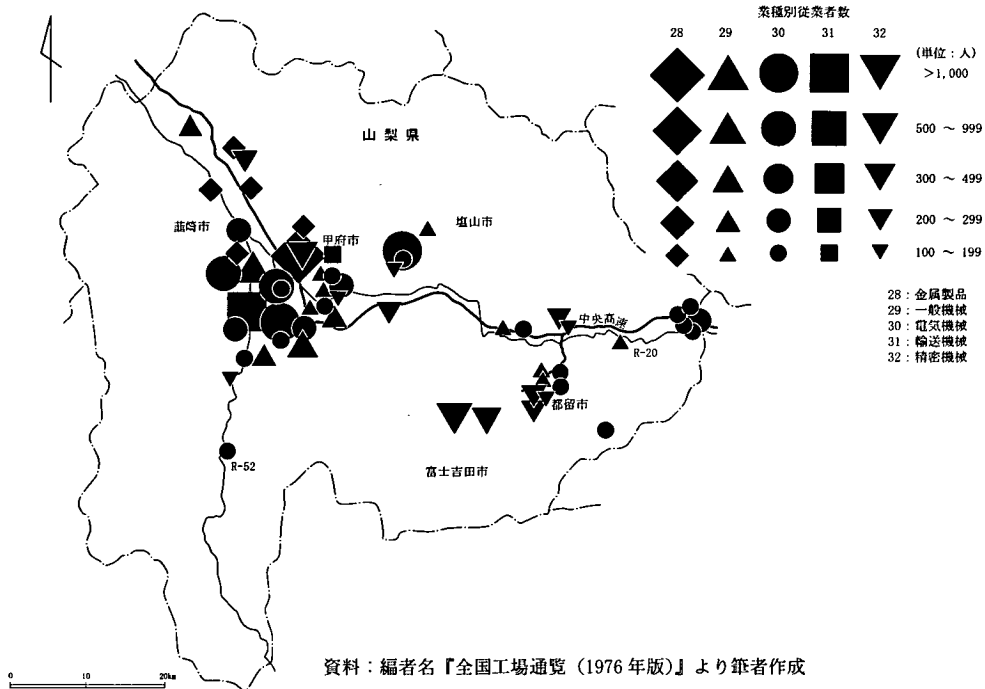 業種別従業者数
28 29 30 31 32
(単位：人)
>1,000
500 ～ 999
300 ～ 499
200 ～ 299
100 ～ 199
28：金属製品
29：一般機械
30：電気機械
31：輸送機械
32：精密機械
山梨県
韮崎市
甲府市
塩山市
中央高速
R-20
都留市
富士吉田市
R-52
0 10 20km
資料：編者名『全国工場通覧（1976年版）』より筆者作成